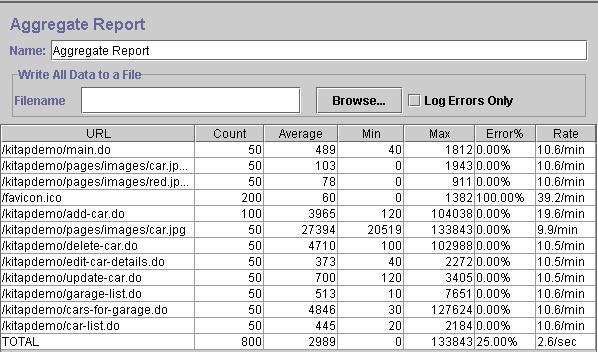 Aggregate Report
Name: Aggregate Report
Write All Data to a File
Filename Browse... Log Errors Only
URL Count Average Min Max Error% Rate
/kitapdemo/main.do 50 489 40 1812 0.00% 10.6/min
/kitapdemo/pages/images/car.jp... 50 103 0 1943 0.00% 10.6/min
/kitapdemo/pages/images/red.jp... 50 78 0 911 0.00% 10.6/min
/favicon.ico 200 60 0 1382 100.00% 39.2/min
/kitapdemo/add-car.do 100 3965 120 104038 0.00% 19.6/min
/kitapdemo/pages/images/car.jpg 50 27394 20519 133843 0.00% 9.9/min
/kitapdemo/delete-car.do 50 4710 100 102988 0.00% 10.5/min
/kitapdemo/edit-car-details.do 50 373 40 2272 0.00% 10.5/min
/kitapdemo/update-car.do 50 700 120 3405 0.00% 10.5/min
/kitapdemo/garage-list.do 50 513 10 7651 0.00% 10.6/min
/kitapdemo/cars-for-garage.do 50 4846 30 127624 0.00% 10.6/min
/kitapdemo/car-list.do 50 445 20 2184 0.00% 10.6/min
TOTAL 800 2989 0 133843 25.00% 2.6/sec